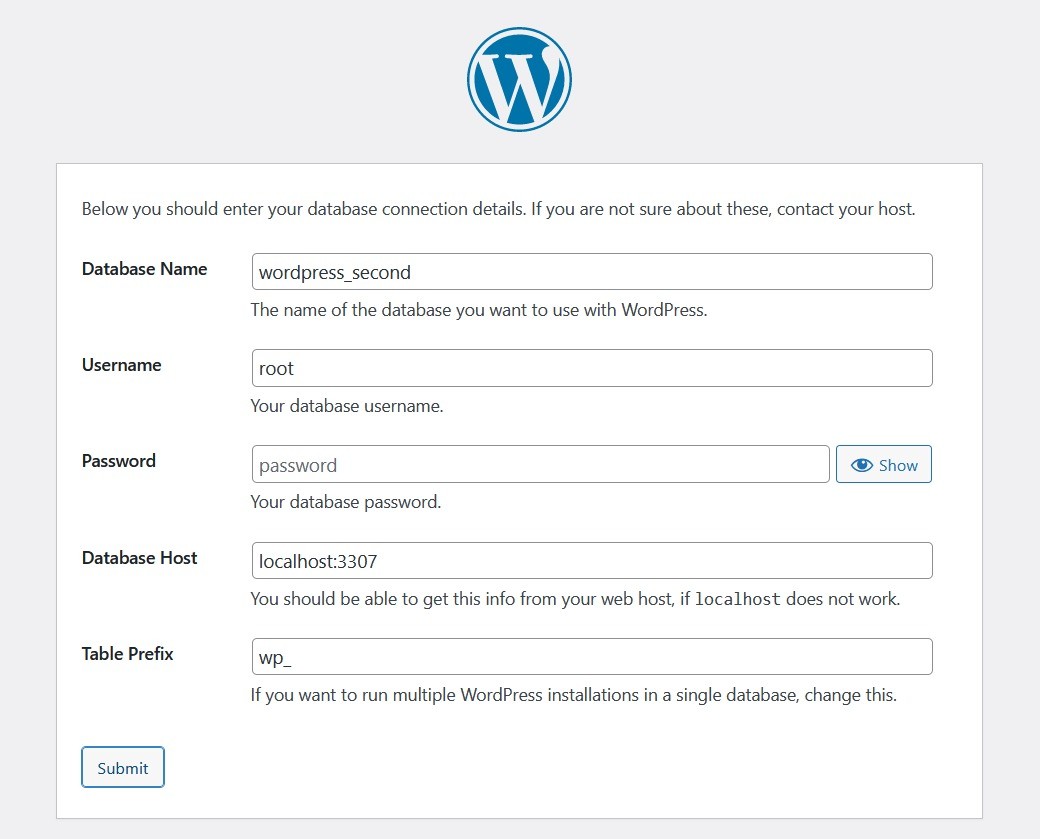 Below you should enter your database connection details. If you are not sure about these, contact your host.
Database Name
wordpress_second
The name of the database you want to use with WordPress.
Username
root
Your database username.
Password
password
Show
Your database password.
Database Host
localhost:3307
You should be able to get this info from your web host, if localhost does not work.
Table Prefix
wp_
If you want to run multiple WordPress installations in a single database, change this.
Submit